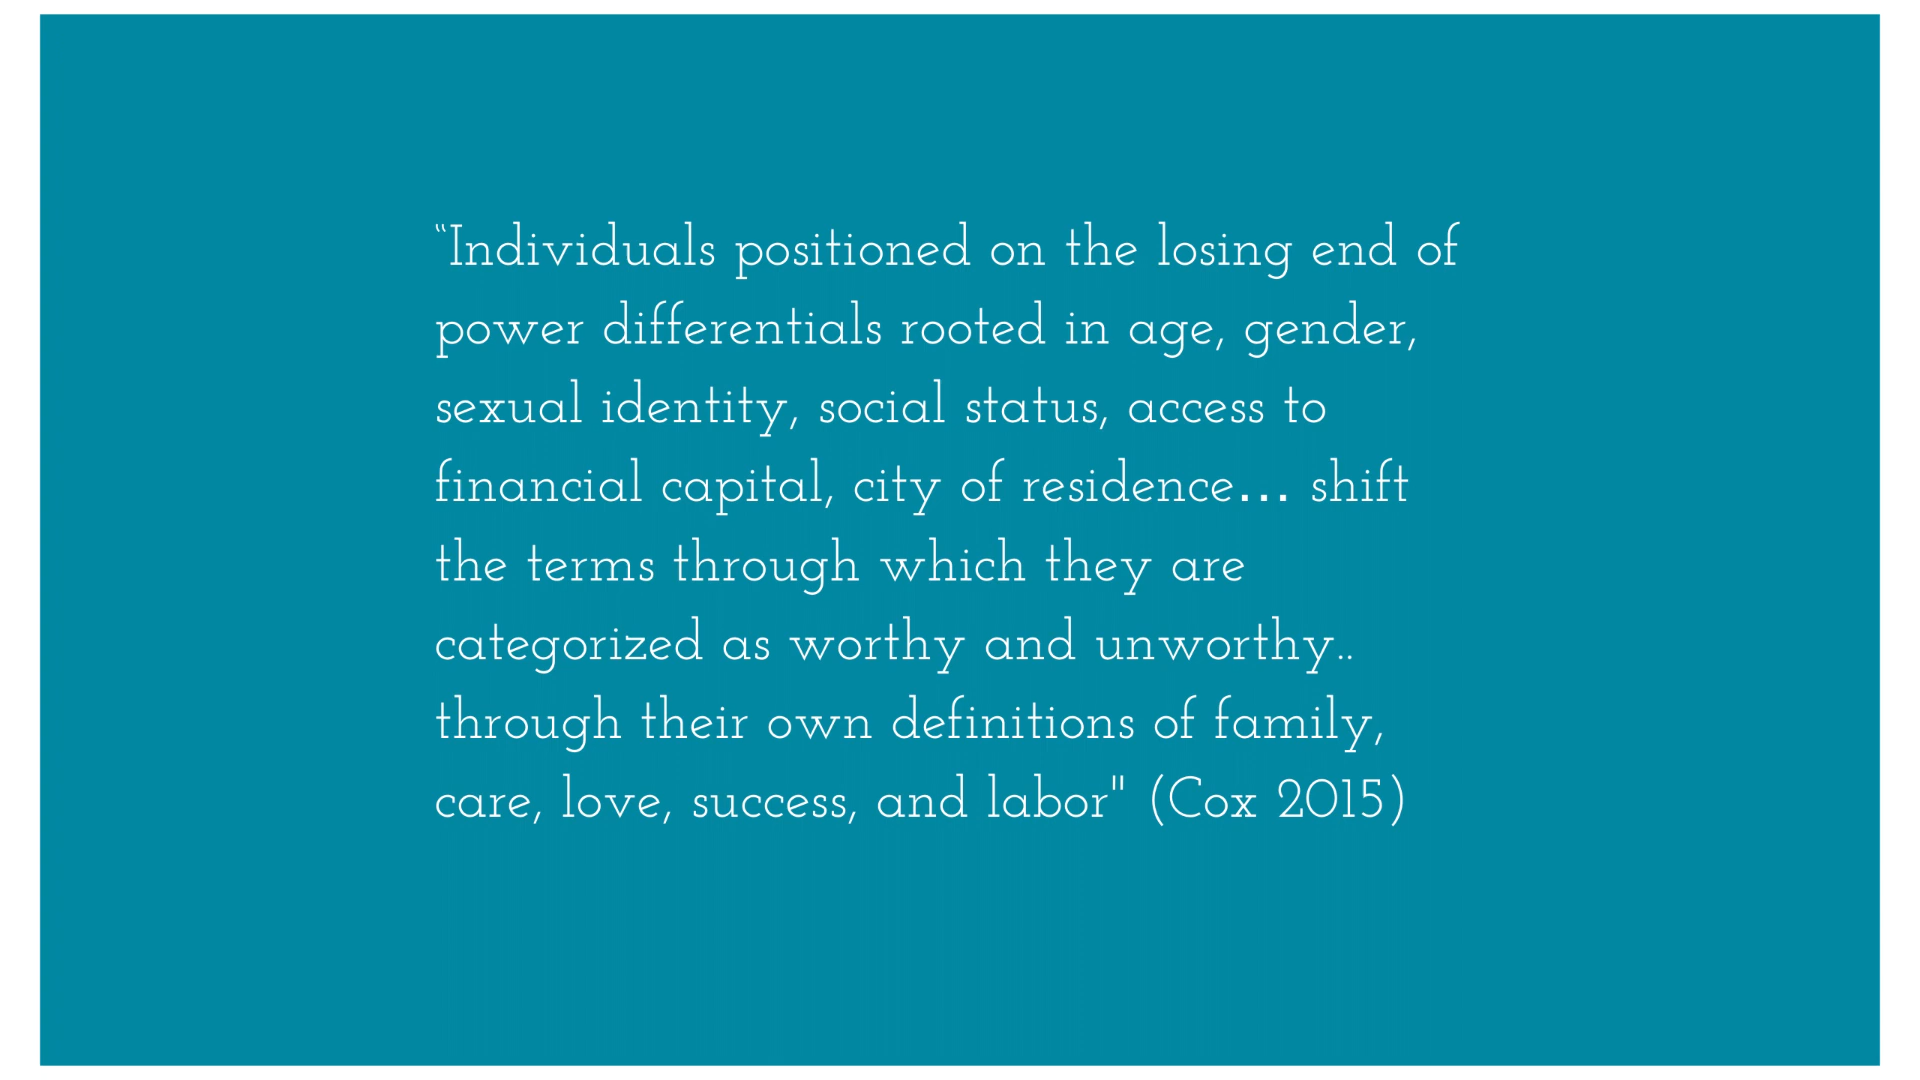 “Individuals positioned on the losing end of
power differentials rooted in age, gender,
sexual identity, social status, access to
financial capital, city of residence… shift
the terms through which they are
categorized as worthy and unworthy..
through their own definitions of family,
care, love, success, and labor" (Cox 2015)